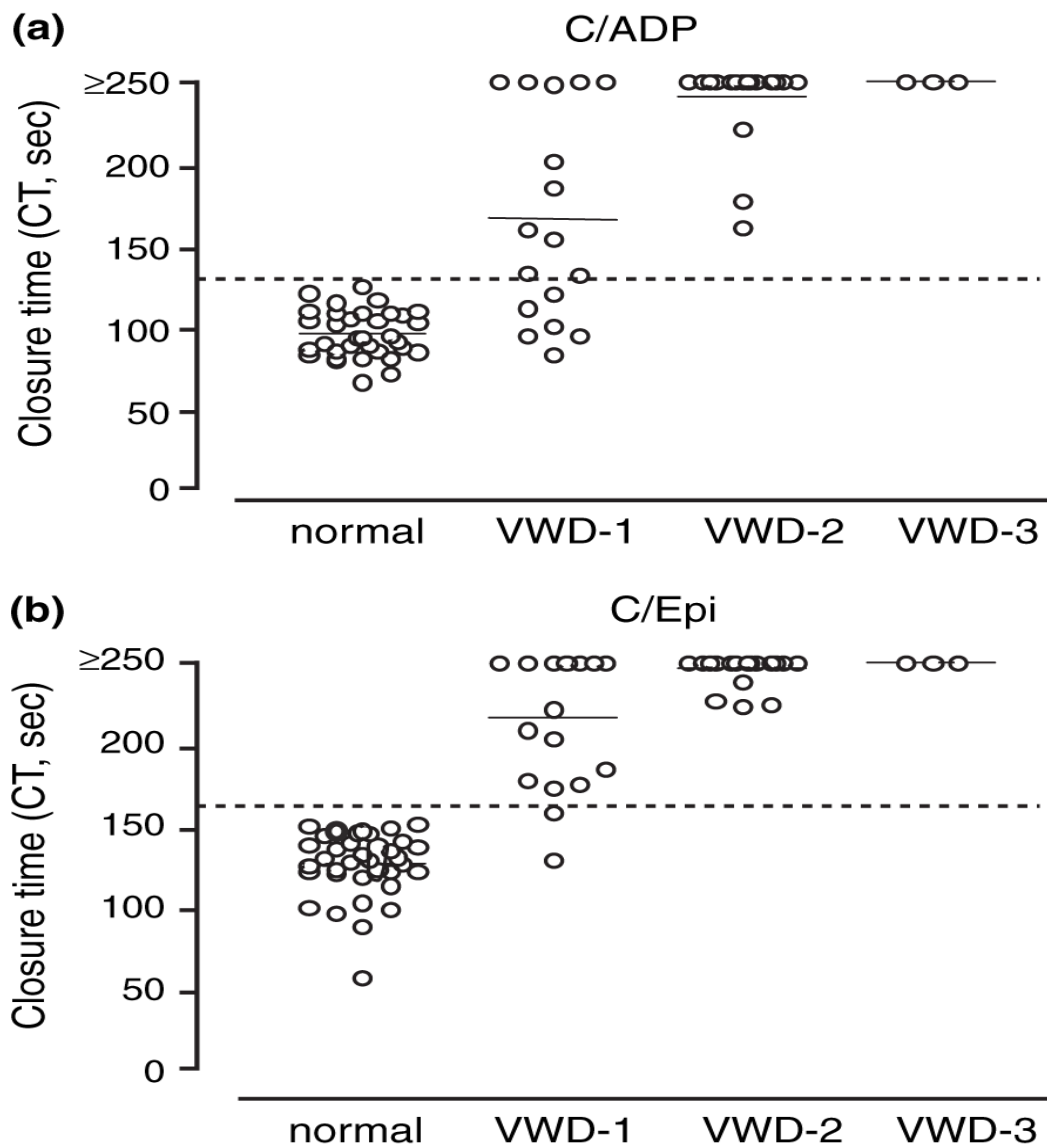 (a)
C/ADP
Closure time (CT, sec)
≥250
200
150
100
50
0
normal VWD-1 VWD-2 VWD-3
(b)
C/Epi
Closure time (CT, sec)
≥250
200
150
100
50
0
normal VWD-1 VWD-2 VWD-3